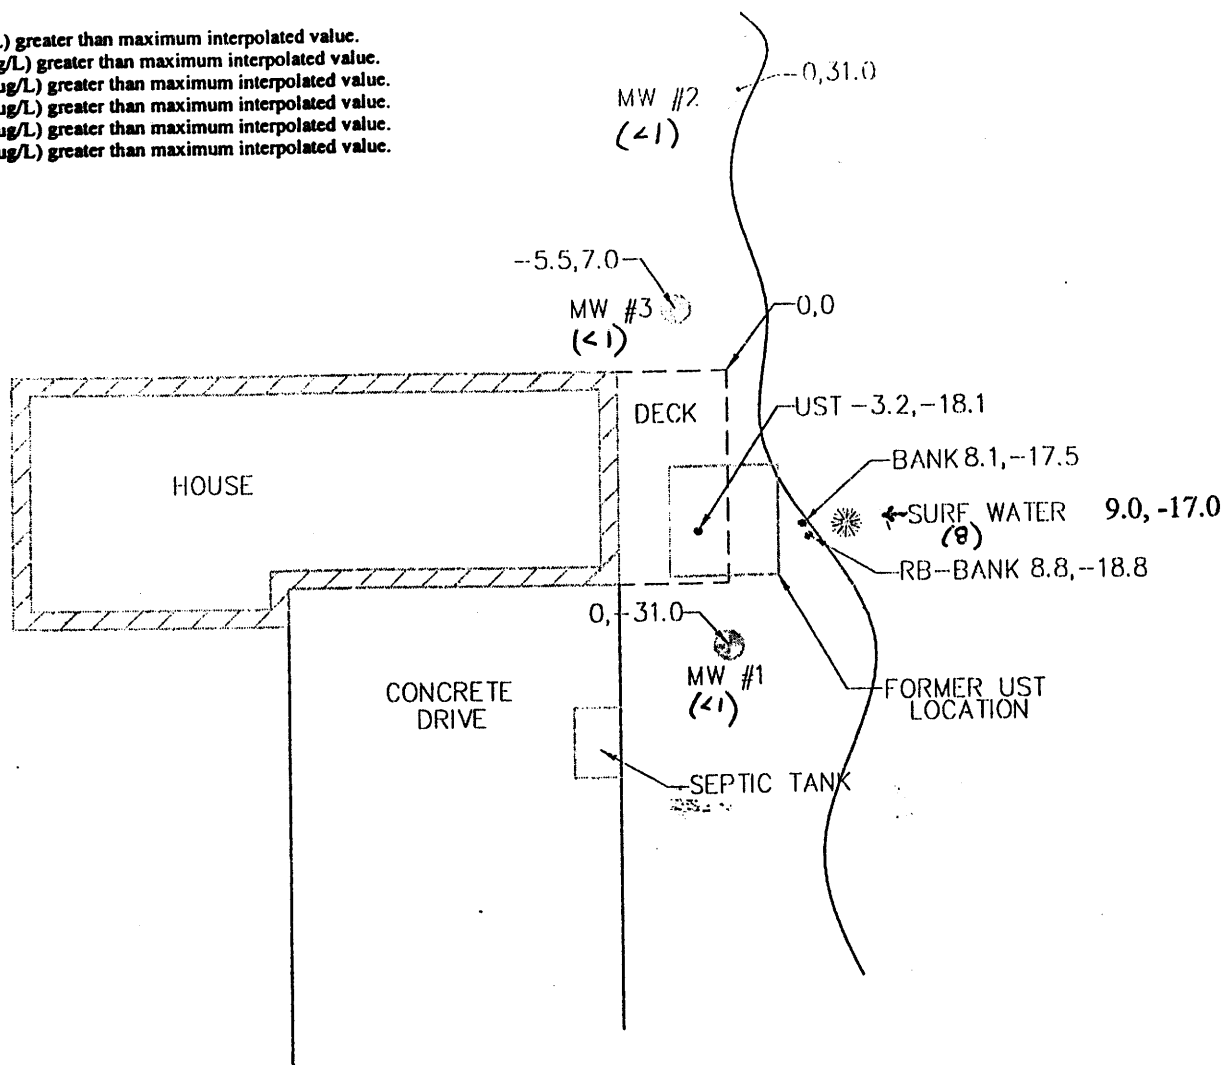 L) greater than maximum interpolated value.
g/L) greater than maximum interpolated value.
ug/L) greater than maximum interpolated value.
ug/L) greater than maximum interpolated value.
ug/L) greater than maximum interpolated value.
ug/L) greater than maximum interpolated value.
0,31.0
MW #2
(<1)
-5.5,7.0
MW #3
(<1)
0,0
DECK
UST -3.2,-18.1
BANK 8.1,-17.5
HOUSE
SURF WATER 9.0, -17.0
(8)
RB-BANK 8.8,-18.8
0,-31.0
MW #1
(<1)
CONCRETE
DRIVE
FORMER UST
LOCATION
SEPTIC TANK